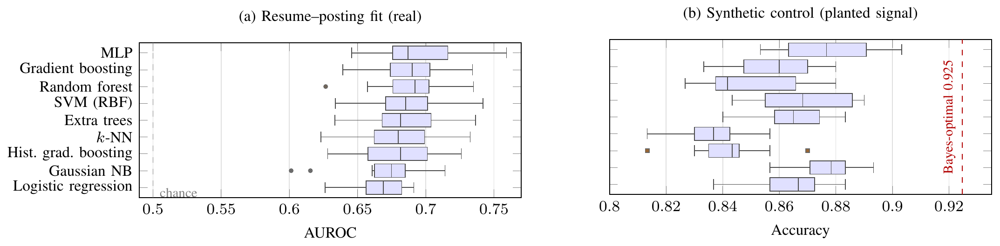 (a) Resume–posting fit (real)
MLP
Gradient boosting
Random forest
SVM (RBF)
Extra trees
k-NN
Hist. grad. boosting
Gaussian NB
Logistic regression
chance
0.5 0.55 0.6 0.65 0.7 0.75
AUROC
(b) Synthetic control (planted signal)
Bayes-optimal 0.925
0.8 0.82 0.84 0.86 0.88 0.9 0.92
Accuracy